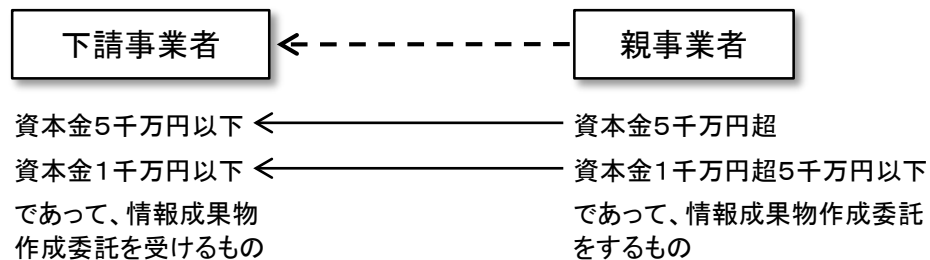 下請事業者
親事業者
資本金5千万円以下
資本金5千万円超
資本金1千万円以下
資本金1千万円超5千万円以下
であって、情報成果物
作成委託を受けるもの
であって、情報成果物作成委託
をするもの